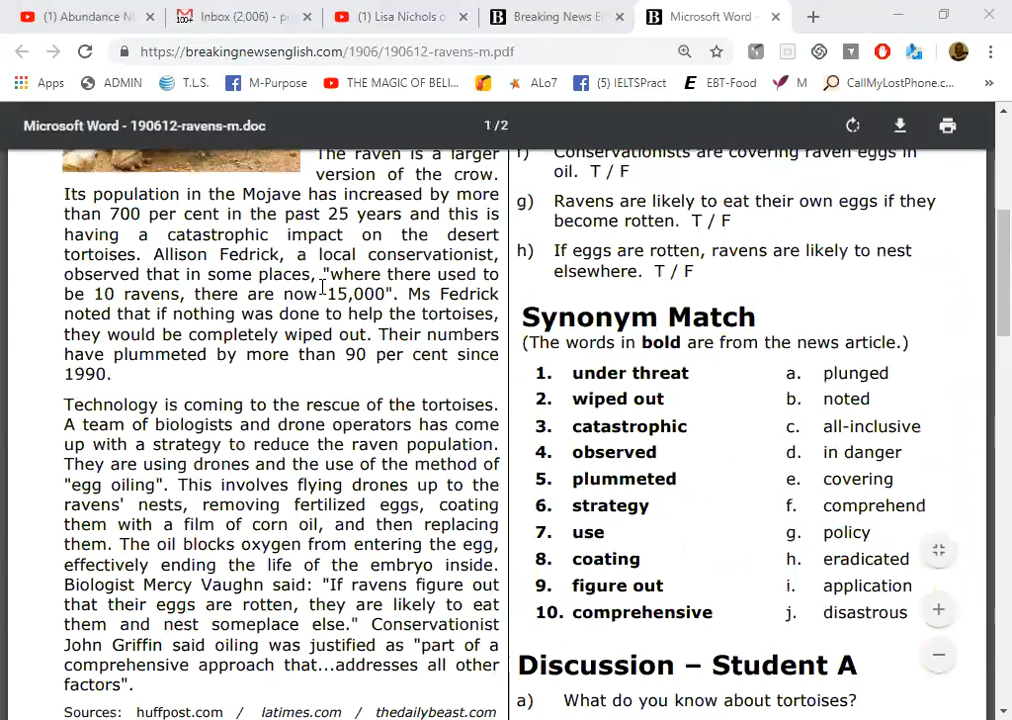 Abundance N
100+
Inbox (2,006) - p
Lisa Nichols o
B Breaking News E
B Microsoft Word -
https://breakingnewsenglish.com/1906/190612-ravens-m.pdf
Apps
ADMIN
T.L.S.
M-Purpose
THE MAGIC OF BELI...
ALo7
(5) IELTSPract
E EBT-Food
M
CallMyLostPhone.c...
»
Microsoft Word - 190612-ravens-m.doc
1 / 2
The raven is a larger
version of the crow.
Its population in the Mojave has increased by more
than 700 per cent in the past 25 years and this is
having a catastrophic impact on the desert
tortoises. Allison Fedrick, a local conservationist,
observed that in some places, "where there used to
be 10 ravens, there are now 15,000". Ms Fedrick
noted that if nothing was done to help the tortoises,
they would be completely wiped out. Their numbers
have plummeted by more than 90 per cent since
1990.
Technology is coming to the rescue of the tortoises.
A team of biologists and drone operators has come
up with a strategy to reduce the raven population.
They are using drones and the use of the method of
"egg oiling". This involves flying drones up to the
ravens' nests, removing fertilized eggs, coating
them with a film of corn oil, and then replacing
them. The oil blocks oxygen from entering the egg,
effectively ending the life of the embryo inside.
Biologist Mercy Vaughn said: "If ravens figure out
that their eggs are rotten, they are likely to eat
them and nest someplace else." Conservationist
John Griffin said oiling was justified as "part of a
comprehensive approach that...addresses all other
factors".
Sources: huffpost.com / latimes.com / thedailybeast.com
f) Conservationists are covering raven eggs in
oil. T / F
g) Ravens are likely to eat their own eggs if they
become rotten. T / F
h) If eggs are rotten, ravens are likely to nest
elsewhere. T / F
Synonym Match
(The words in bold are from the news article.)
1. under threat a. plunged
2. wiped out b. noted
3. catastrophic c. all-inclusive
4. observed d. in danger
5. plummeted e. covering
6. strategy f. comprehend
7. use g. policy
8. coating h. eradicated
9. figure out i. application
10. comprehensive j. disastrous
Discussion – Student A
a) What do you know about tortoises?